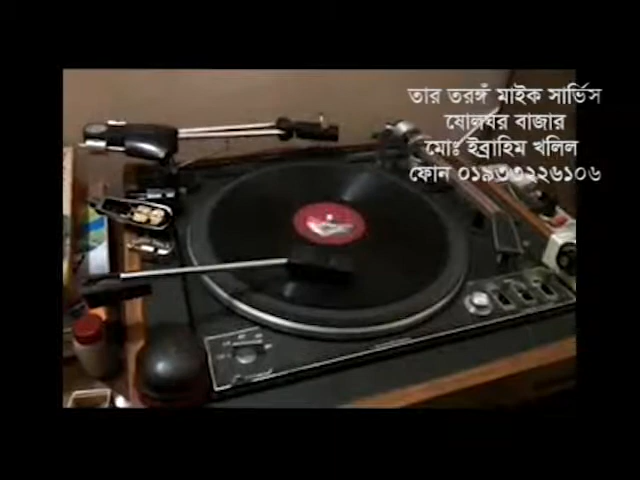 তার তরঙ্গঁ মাইক সার্ভিস
ষোলঘর বাজার
মোঃ ইব্রাহিম খলিল
ফোন ০১৯৩৩২২৬১০৬